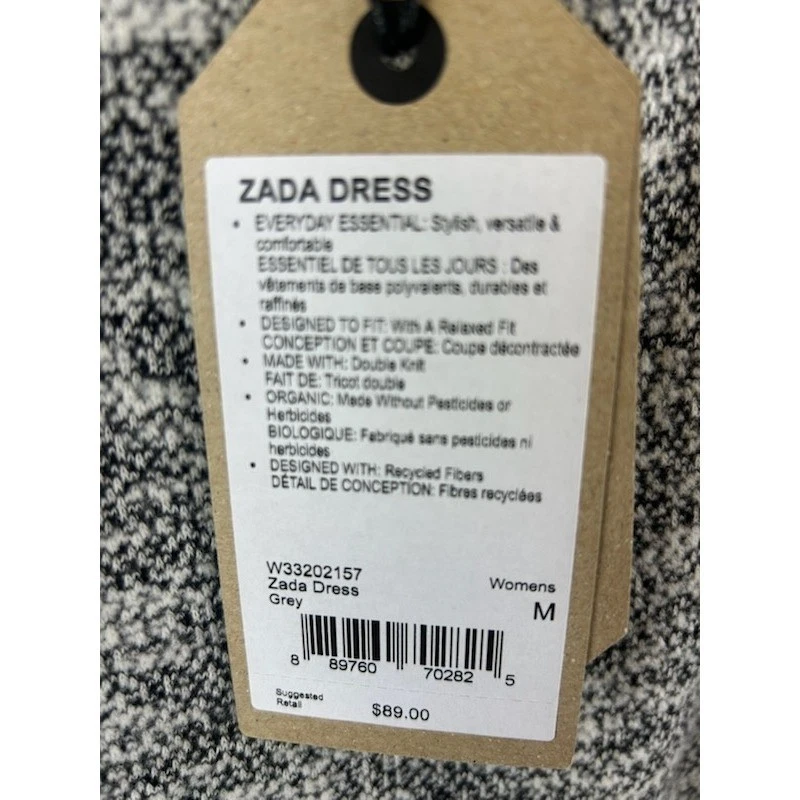 ZADA DRESS
• EVERYDAY ESSENTIAL: Stylish, versatile &
comfortable
ESSENTIEL DE TOUS LES JOURS : Des
vêtements de base polyvalents, durables et
raffinés
• DESIGNED TO FIT: With A Relaxed Fit
CONCEPTION ET COUPE: Coupe décontractée
• MADE WITH: Double Knit
FAIT DE: Tricot double
• ORGANIC: Made Without Pesticides or
Herbicides
BIOLOGIQUE: Fabriqué sans pesticides ni
herbicides
• DESIGNED WITH: Recycled Fibers
DÉTAIL DE CONCEPTION: Fibres recyclées
W33202157
Zada Dress Womens
Grey M
8 89760 70282 5
Suggested
Retail $89.00